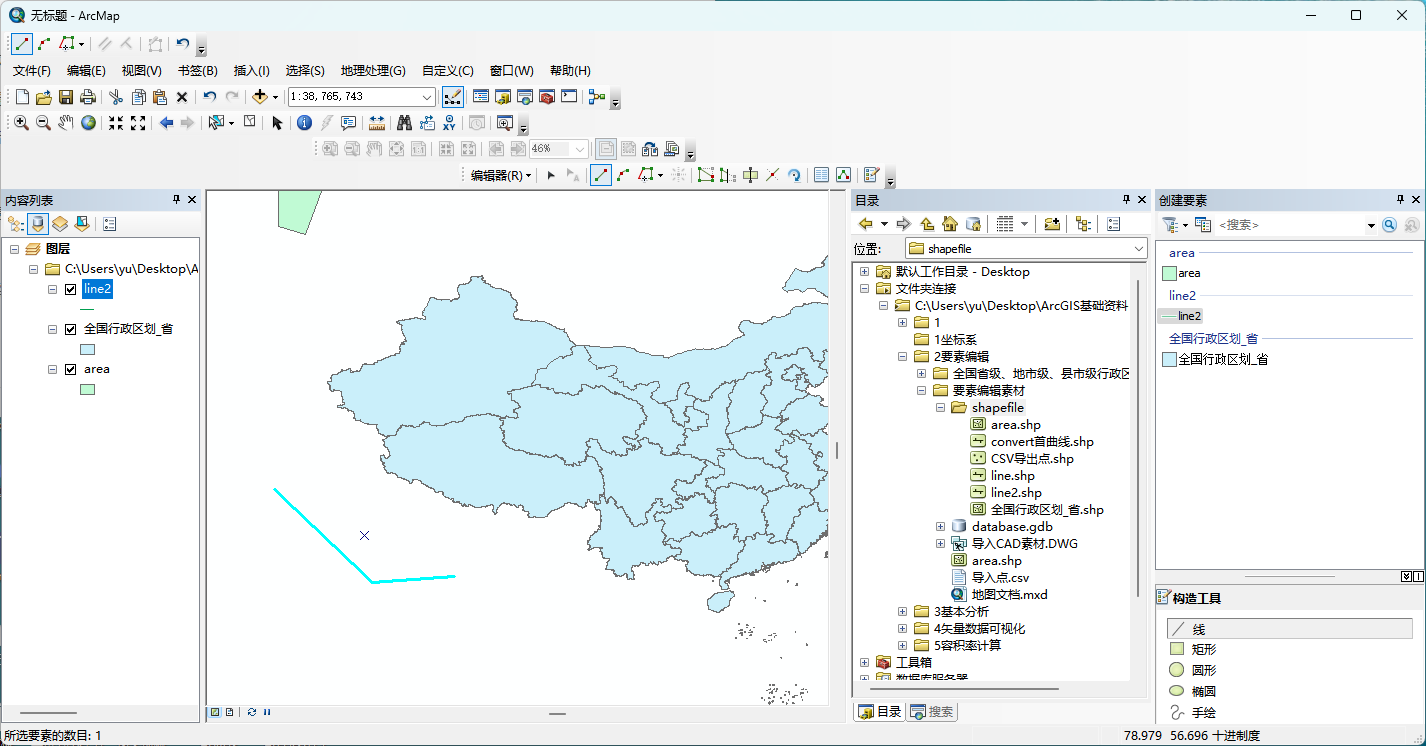 无标题 - ArcMap
文件(F) 编辑(E) 视图(V) 书签(B) 插入(I) 选择(S) 地理处理(G) 自定义(C) 窗口(W) 帮助(H)
1:38,765,743
46%
编辑器(R)
内容列表
图层
C:\Users\yu\Desktop\A
line2
全国行政区划_省
area
目录
位置:
shapefile
默认工作目录 - Desktop
文件夹连接
C:\Users\yu\Desktop\ArcGIS基础资料
1
1坐标系
2要素编辑
全国省级、地市级、县市级行政区
要素编辑素材
shapefile
area.shp
convert首曲线.shp
CSV导出点.shp
line.shp
line2.shp
全国行政区划_省.shp
database.gdb
导入CAD素材.DWG
area.shp
导入点.csv
地图文档.mxd
3基本分析
4矢量数据可视化
5容积率计算
工具箱
数据库服务器
目录
搜索
创建要素
<搜索>
area
area
line2
line2
全国行政区划_省
全国行政区划_省
构造工具
线
矩形
圆形
椭圆
手绘
所选要素的数目: 1
78.979 56.696 十进制度